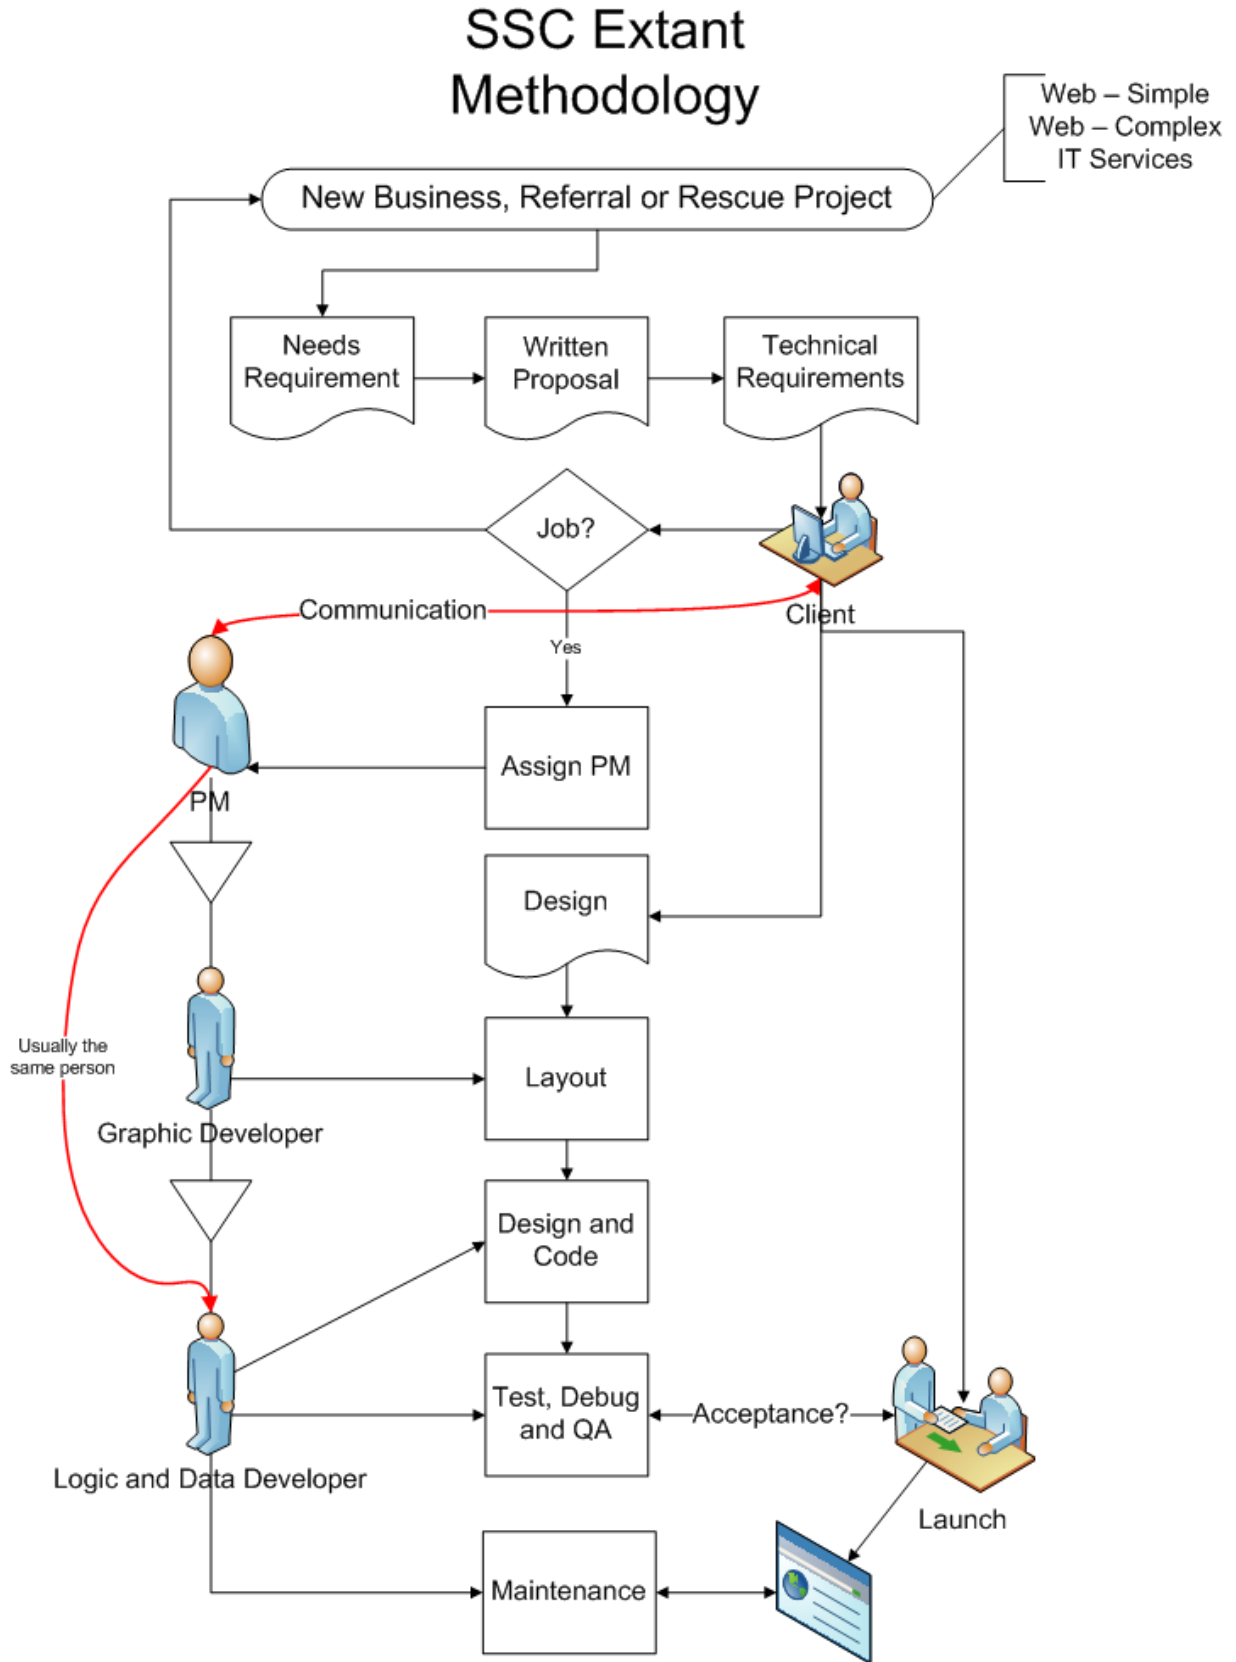 SSC Extant
Methodology
Web – Simple
Web – Complex
IT Services
New Business, Referral or Rescue Project
Needs
Requirement
Written
Proposal
Technical
Requirements
Job?
Communication
Client
Yes
Assign PM
PM
Design
Usually the
same person
Layout
Graphic Developer
Design and
Code
Test, Debug
and QA
Acceptance?
Logic and Data Developer
Launch
Maintenance